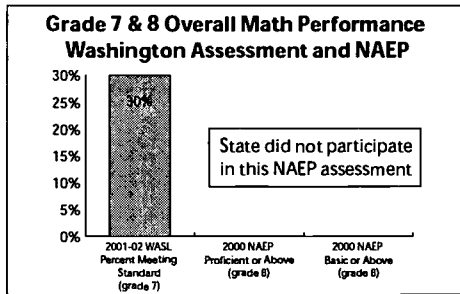 Grade 7 & 8 Overall Math Performance
Washington Assessment and NAEP
30%
25%
20%
15%
10%
5%
0%
30%
State did not participate
in this NAEP assessment
2001-02 WASL
Percent Meeting
Standard
(grade 7)
2000 NAEP
Proficient or Above
(grade 8)
2000 NAEP
Basic or Above
(grade 8)